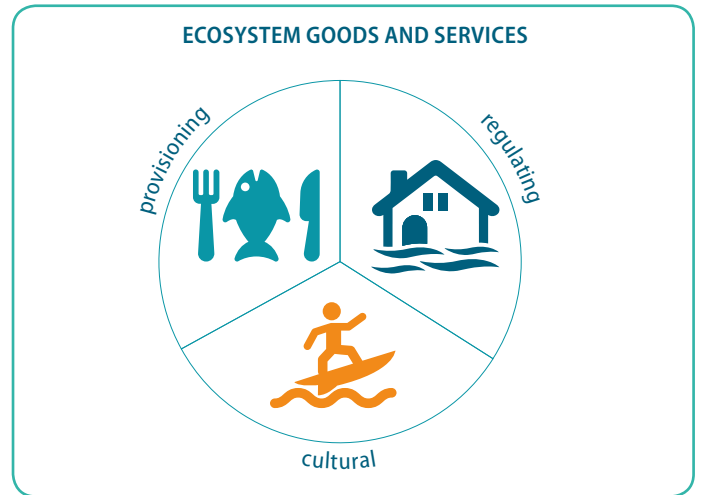 ECOSYSTEM GOODS AND SERVICES
provisioning
regulating
cultural